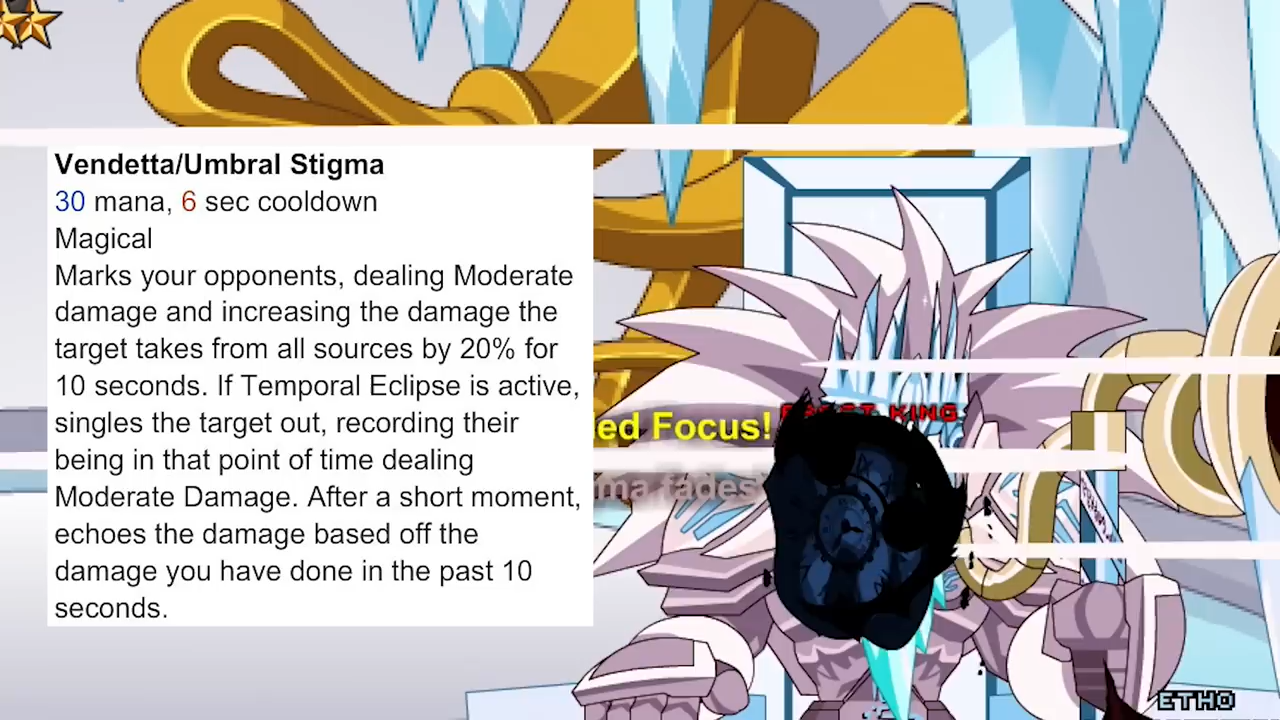 Vendetta/Umbral Stigma
30 mana, 6 sec cooldown
Magical
Marks your opponents, dealing Moderate
damage and increasing the damage the
target takes from all sources by 20% for
10 seconds. If Temporal Eclipse is active,
singles the target out, recording their
being in that point of time dealing
Moderate Damage. After a short moment,
echoes the damage based off the
damage you have done in the past 10
seconds.
ed Focus!
KING
ma fades
ETHO